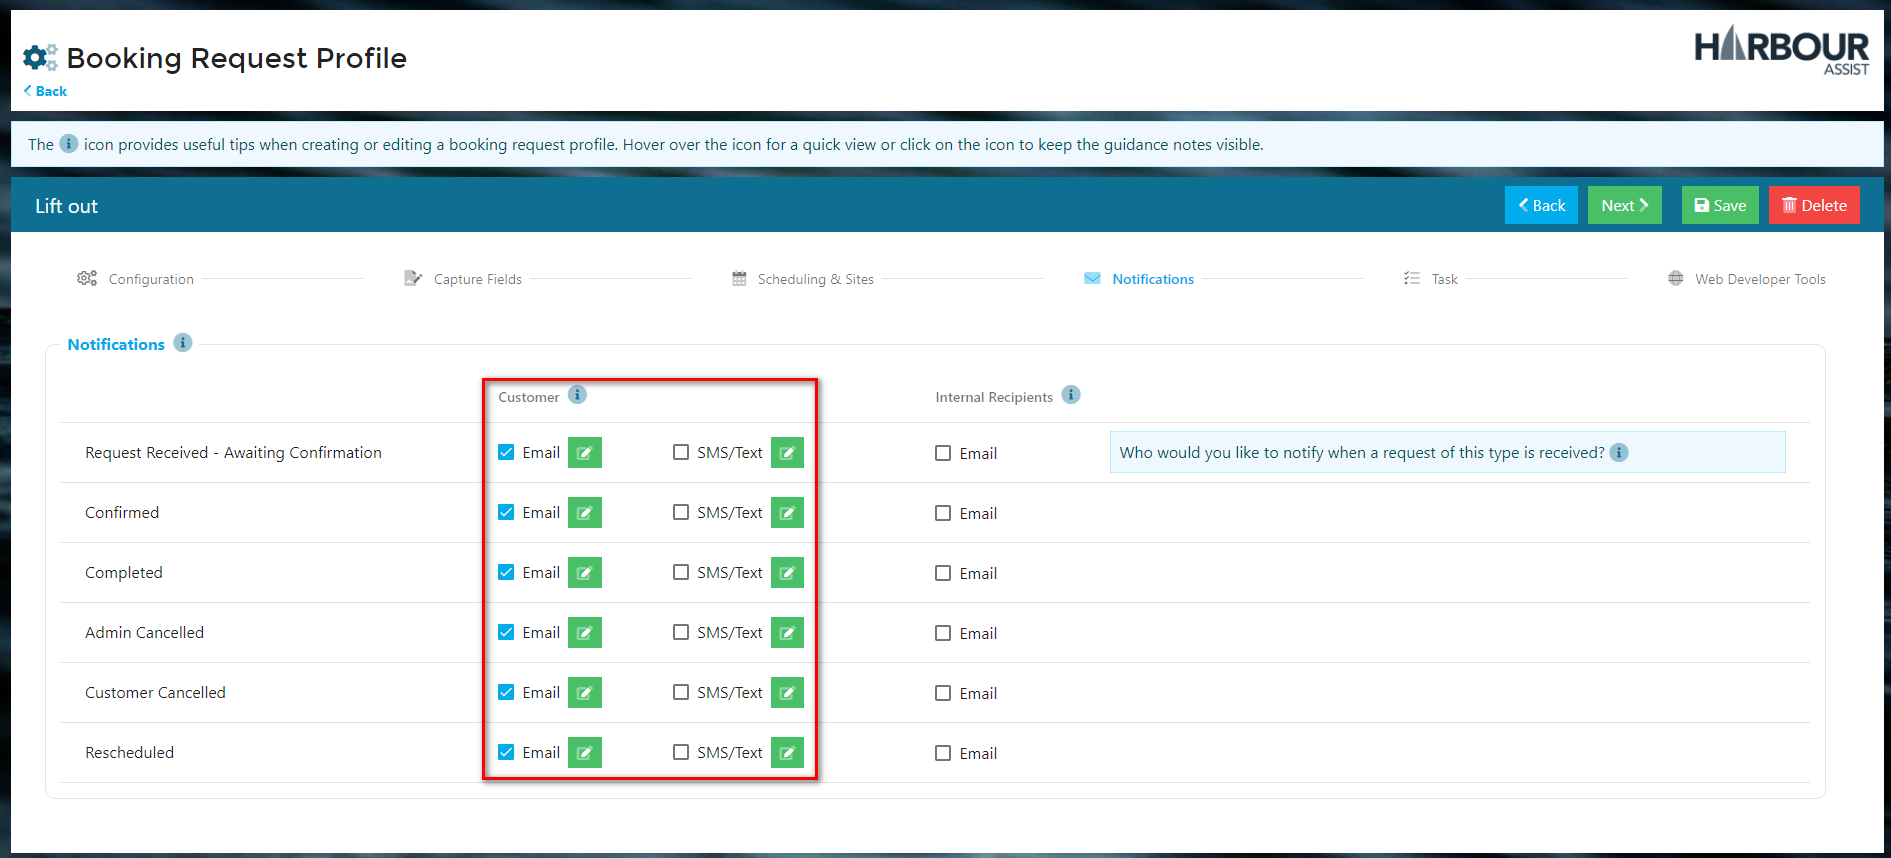 Booking Request Profile
HARBOUR
ASSIST
Back
The i icon provides useful tips when creating or editing a booking request profile. Hover over the icon for a quick view or click on the icon to keep the guidance notes visible.
Lift out
Back Next Save Delete
Configuration Capture Fields Scheduling & Sites Notifications Task Web Developer Tools
Notifications i
Customer i Internal Recipients i
Request Received - Awaiting Confirmation Email SMS/Text Email Who would you like to notify when a request of this type is received? i
Confirmed Email SMS/Text Email
Completed Email SMS/Text Email
Admin Cancelled Email SMS/Text Email
Customer Cancelled Email SMS/Text Email
Rescheduled Email SMS/Text Email